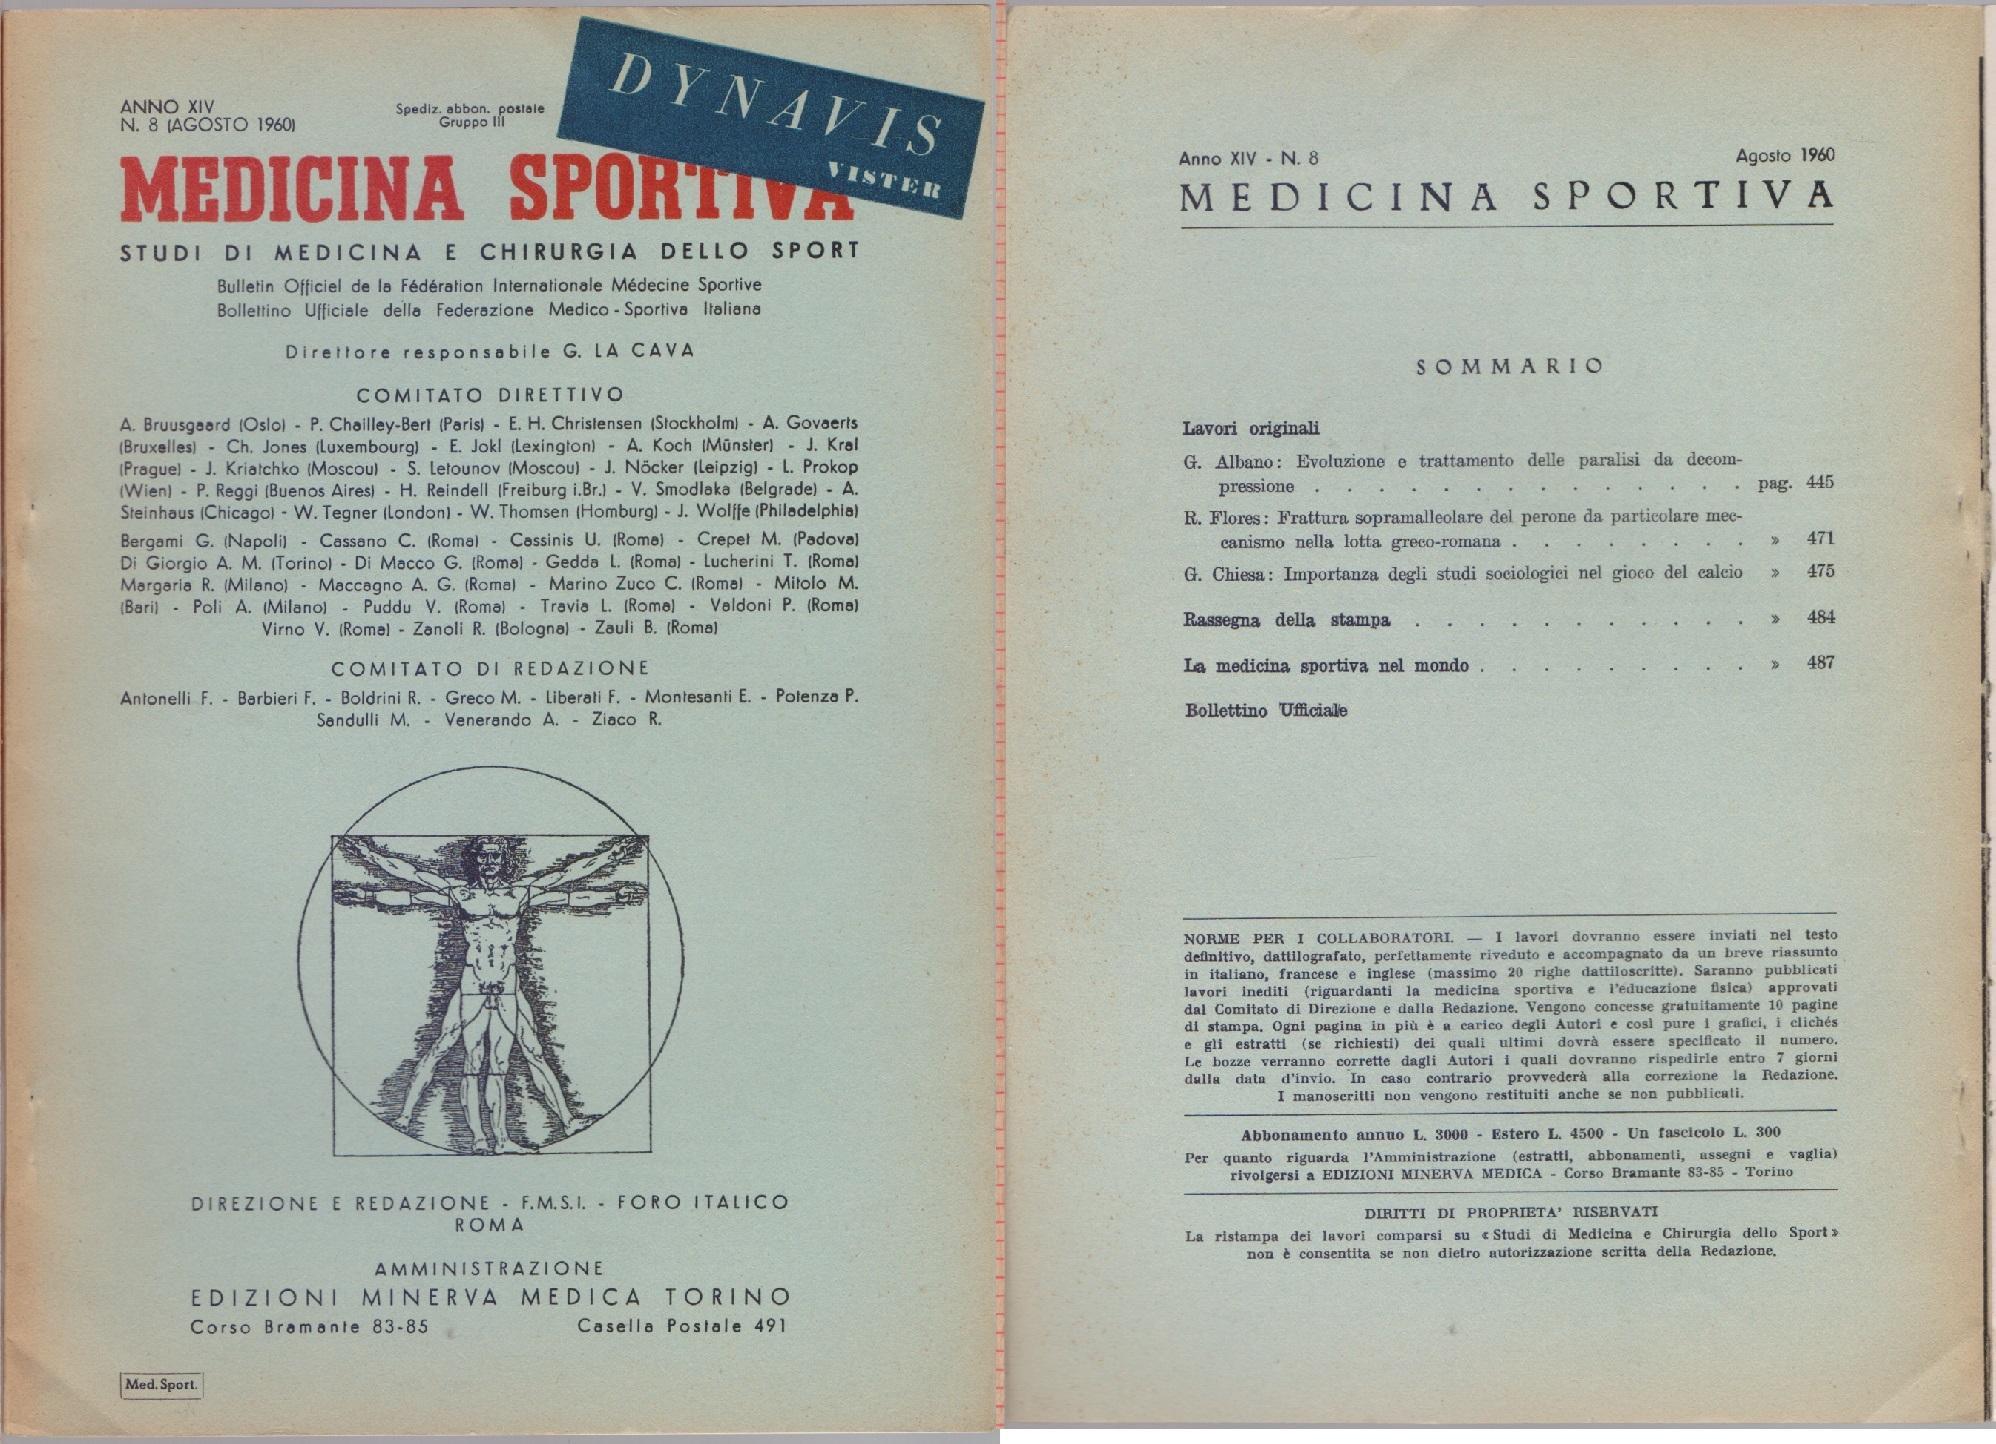 ANNO XIV
N. 8 (AGOSTO 1960)
Spediz. abbon. postale
Gruppo III
DYNAVIS
VISTER
MEDICINA SPORTIVA
STUDI DI MEDICINA E CHIRURGIA DELLO SPORT
Bulletin Officiel de la Fédération Internationale Médecine Sportive
Bollettino Ufficiale della Federazione Medico-Sportiva Italiana
Direttore responsabile G. LA CAVA
COMITATO DIRETTIVO
A. Bruusgaard (Oslo) - P. Chailley-Bert (Paris) - E. H. Christensen (Stockholm) - A. Govaerts
(Bruxelles) - Ch. Jones (Luxembourg) - E. Jokl (Lexington) - A. Koch (Münster) - J. Kral
(Prague) - J. Kriatchko (Moscou) - S. Letounov (Moscou) - J. Nöcker (Leipzig) - L. Prokop
(Wien) - P. Reggi (Buenos Aires) - H. Reindell (Freiburg i.Br.) - V. Smodlaka (Belgrade) - A.
Steinhaus (Chicago) - W. Tegner (London) - W. Thomsen (Homburg) - J. Wolffe (Philadelphia)
Bergami G. (Napoli) - Cassano C. (Roma) - Cassinis U. (Roma) - Crepet M. (Padova)
Di Giorgio A. M. (Torino) - Di Macco G. (Roma) - Gedda L. (Roma) - Lucherini T. (Roma)
Margaria R. (Milano) - Maccagno A. G. (Roma) - Marino Zuco C. (Roma) - Mitolo M.
(Bari) - Poli A. (Milano) - Puddu V. (Roma) - Travia L. (Roma) - Valdoni P. (Roma)
Virno V. (Roma) - Zanoli R. (Bologna) - Zauli B. (Roma)
COMITATO DI REDAZIONE
Antonelli F. - Barbieri F. - Boldrini R. - Greco M. - Liberati F. - Montesanti E. - Potenza P.
Sandulli M. - Venerando A. - Ziaco R.
DIREZIONE E REDAZIONE - F.M.S.I. - FORO ITALICO
ROMA
AMMINISTRAZIONE
EDIZIONI MINERVA MEDICA TORINO
Corso Bramante 83-85 Casella Postale 491
Med. Sport.
Anno XIV - N. 8 Agosto 1960
MEDICINA SPORTIVA
SOMMARIO
Lavori originali
G. Albano: Evoluzione e trattamento delle paralisi da decom-
pressione . . . . . . . . . . . . . . pag. 445
R. Flores: Frattura sopramalleolare del perone da particolare mec-
canismo nella lotta greco-romana . . . . . . . . » 471
G. Chiesa: Importanza degli studi sociologici nel gioco del calcio » 475
Rassegna della stampa . . . . . . . . . . . » 484
La medicina sportiva nel mondo . . . . . . . . . » 487
Bollettino Ufficiale
NORME PER I COLLABORATORI. — I lavori dovranno essere inviati nel testo
definitivo, dattilografato, perfettamente riveduto e accompagnato da un breve riassunto
in italiano, francese e inglese (massimo 20 righe dattiloscritte). Saranno pubblicati
lavori inediti (riguardanti la medicina sportiva e l'educazione fisica) approvati
dal Comitato di Direzione e dalla Redazione. Vengono concesse gratuitamente 10 pagine
di stampa. Ogni pagina in più è a carico degli Autori e così pure i grafici, i clichés
e gli estratti (se richiesti) dei quali ultimi dovrà essere specificato il numero.
Le bozze verranno corrette dagli Autori i quali dovranno rispedirle entro 7 giorni
dalla data d'invio. In caso contrario provvederà alla correzione la Redazione.
I manoscritti non vengono restituiti anche se non pubblicati.
Abbonamento annuo L. 3000 - Estero L. 4500 - Un fascicolo L. 300
Per quanto riguarda l'Amministrazione (estratti, abbonamenti, assegni e vaglia)
rivolgersi a EDIZIONI MINERVA MEDICA - Corso Bramante 83-85 - Torino
DIRITTI DI PROPRIETA' RISERVATI
La ristampa dei lavori comparsi su « Studi di Medicina e Chirurgia dello Sport »
non è consentita se non dietro autorizzazione scritta della Redazione.